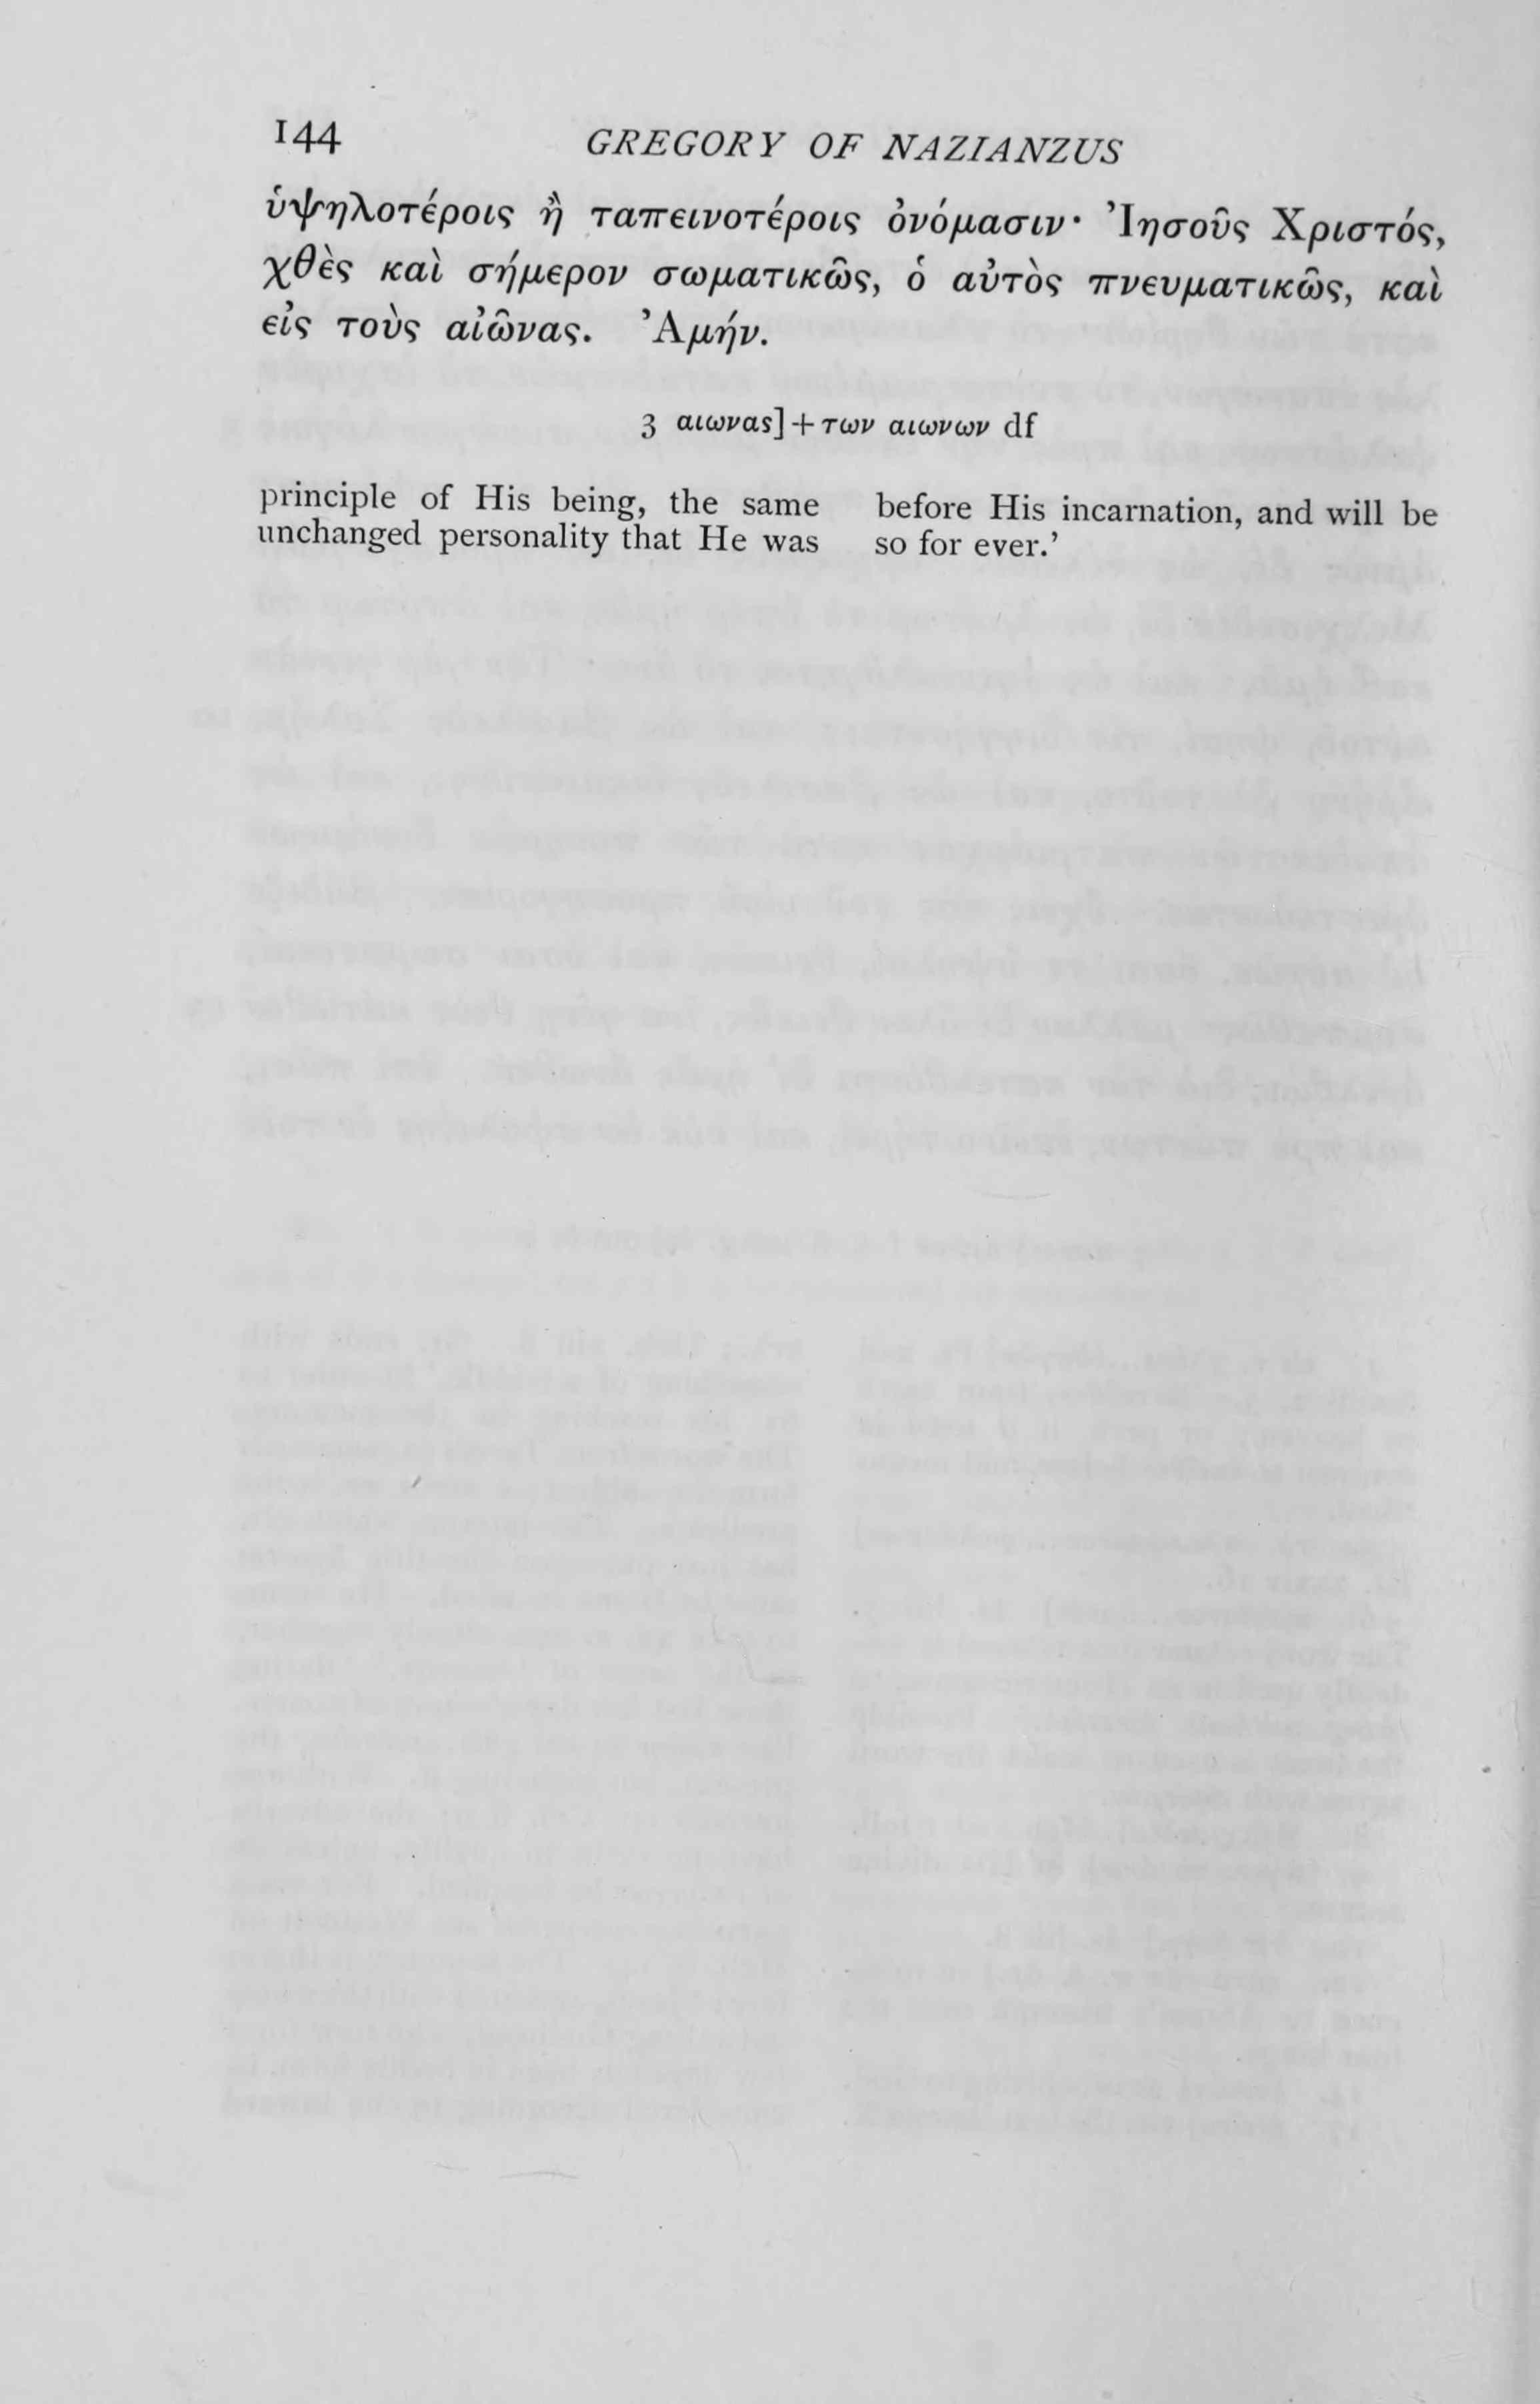 144 GREGORY OF NAZIANZUS
ὑψηλοτέροις ἢ ταπεινοτέροις ὀνόμασιν· Ἰησοῦς Χριστός,
χθὲς καὶ σήμερον σωματικῶς, ὁ αὐτὸς πνευματικῶς, καὶ
εἰς τοὺς αἰῶνας. Ἀμήν.
3 αιωνας]+των αιωνων df
principle of His being, the same
unchanged personality that He was
before His incarnation, and will be
so for ever.’